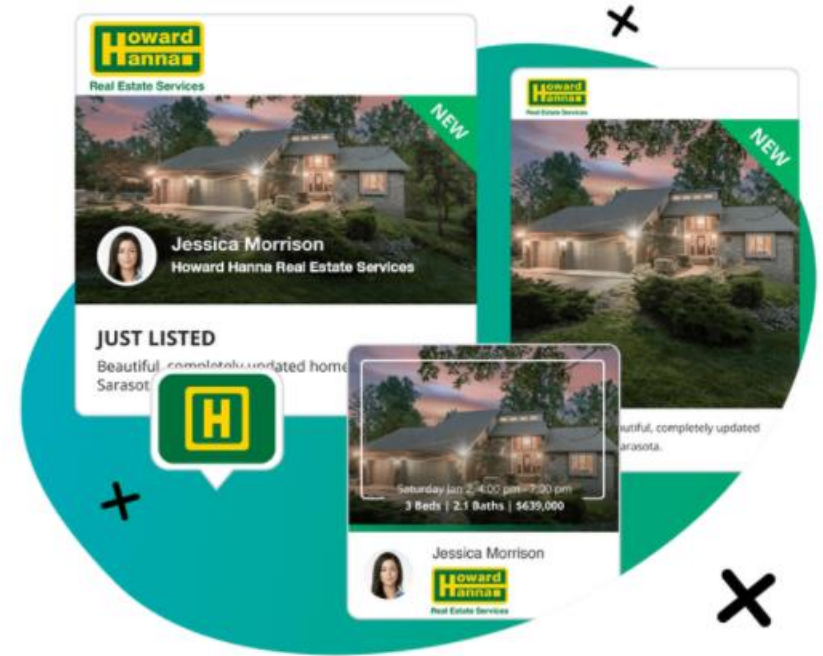 Howard
Hanna
Real Estate Services
NEW
Jessica Morrison
Howard Hanna Real Estate Services
JUST LISTED
Beautiful, completely updated home
Sarasot
H
Howard
Hanna
Real Estate Services
NEW
autiful, completely updated
arasota.
Saturday Jan 2, 4:00 pm - 7:00 pm
3 Beds | 2.1 Baths | $639,000
Jessica Morrison
Howard
Hanna
Real Estate Services